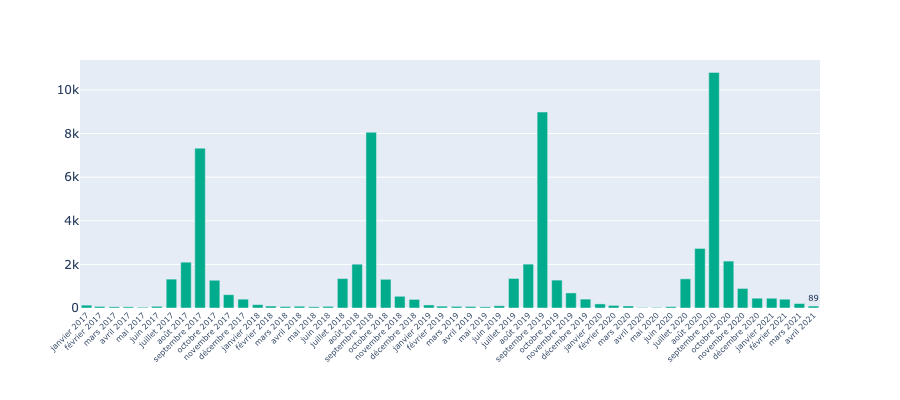 10k
8k
6k
4k
2k
0
89
janvier 2017
février 2017
mars 2017
avril 2017
mai 2017
juin 2017
juillet 2017
août 2017
septembre 2017
octobre 2017
novembre 2017
décembre 2017
janvier 2018
février 2018
mars 2018
avril 2018
mai 2018
juin 2018
juillet 2018
août 2018
septembre 2018
octobre 2018
novembre 2018
décembre 2018
janvier 2019
février 2019
mars 2019
avril 2019
mai 2019
juin 2019
juillet 2019
août 2019
septembre 2019
octobre 2019
novembre 2019
décembre 2019
janvier 2020
février 2020
mars 2020
avril 2020
mai 2020
juin 2020
juillet 2020
août 2020
septembre 2020
octobre 2020
novembre 2020
décembre 2020
janvier 2021
février 2021
mars 2021
avril 2021